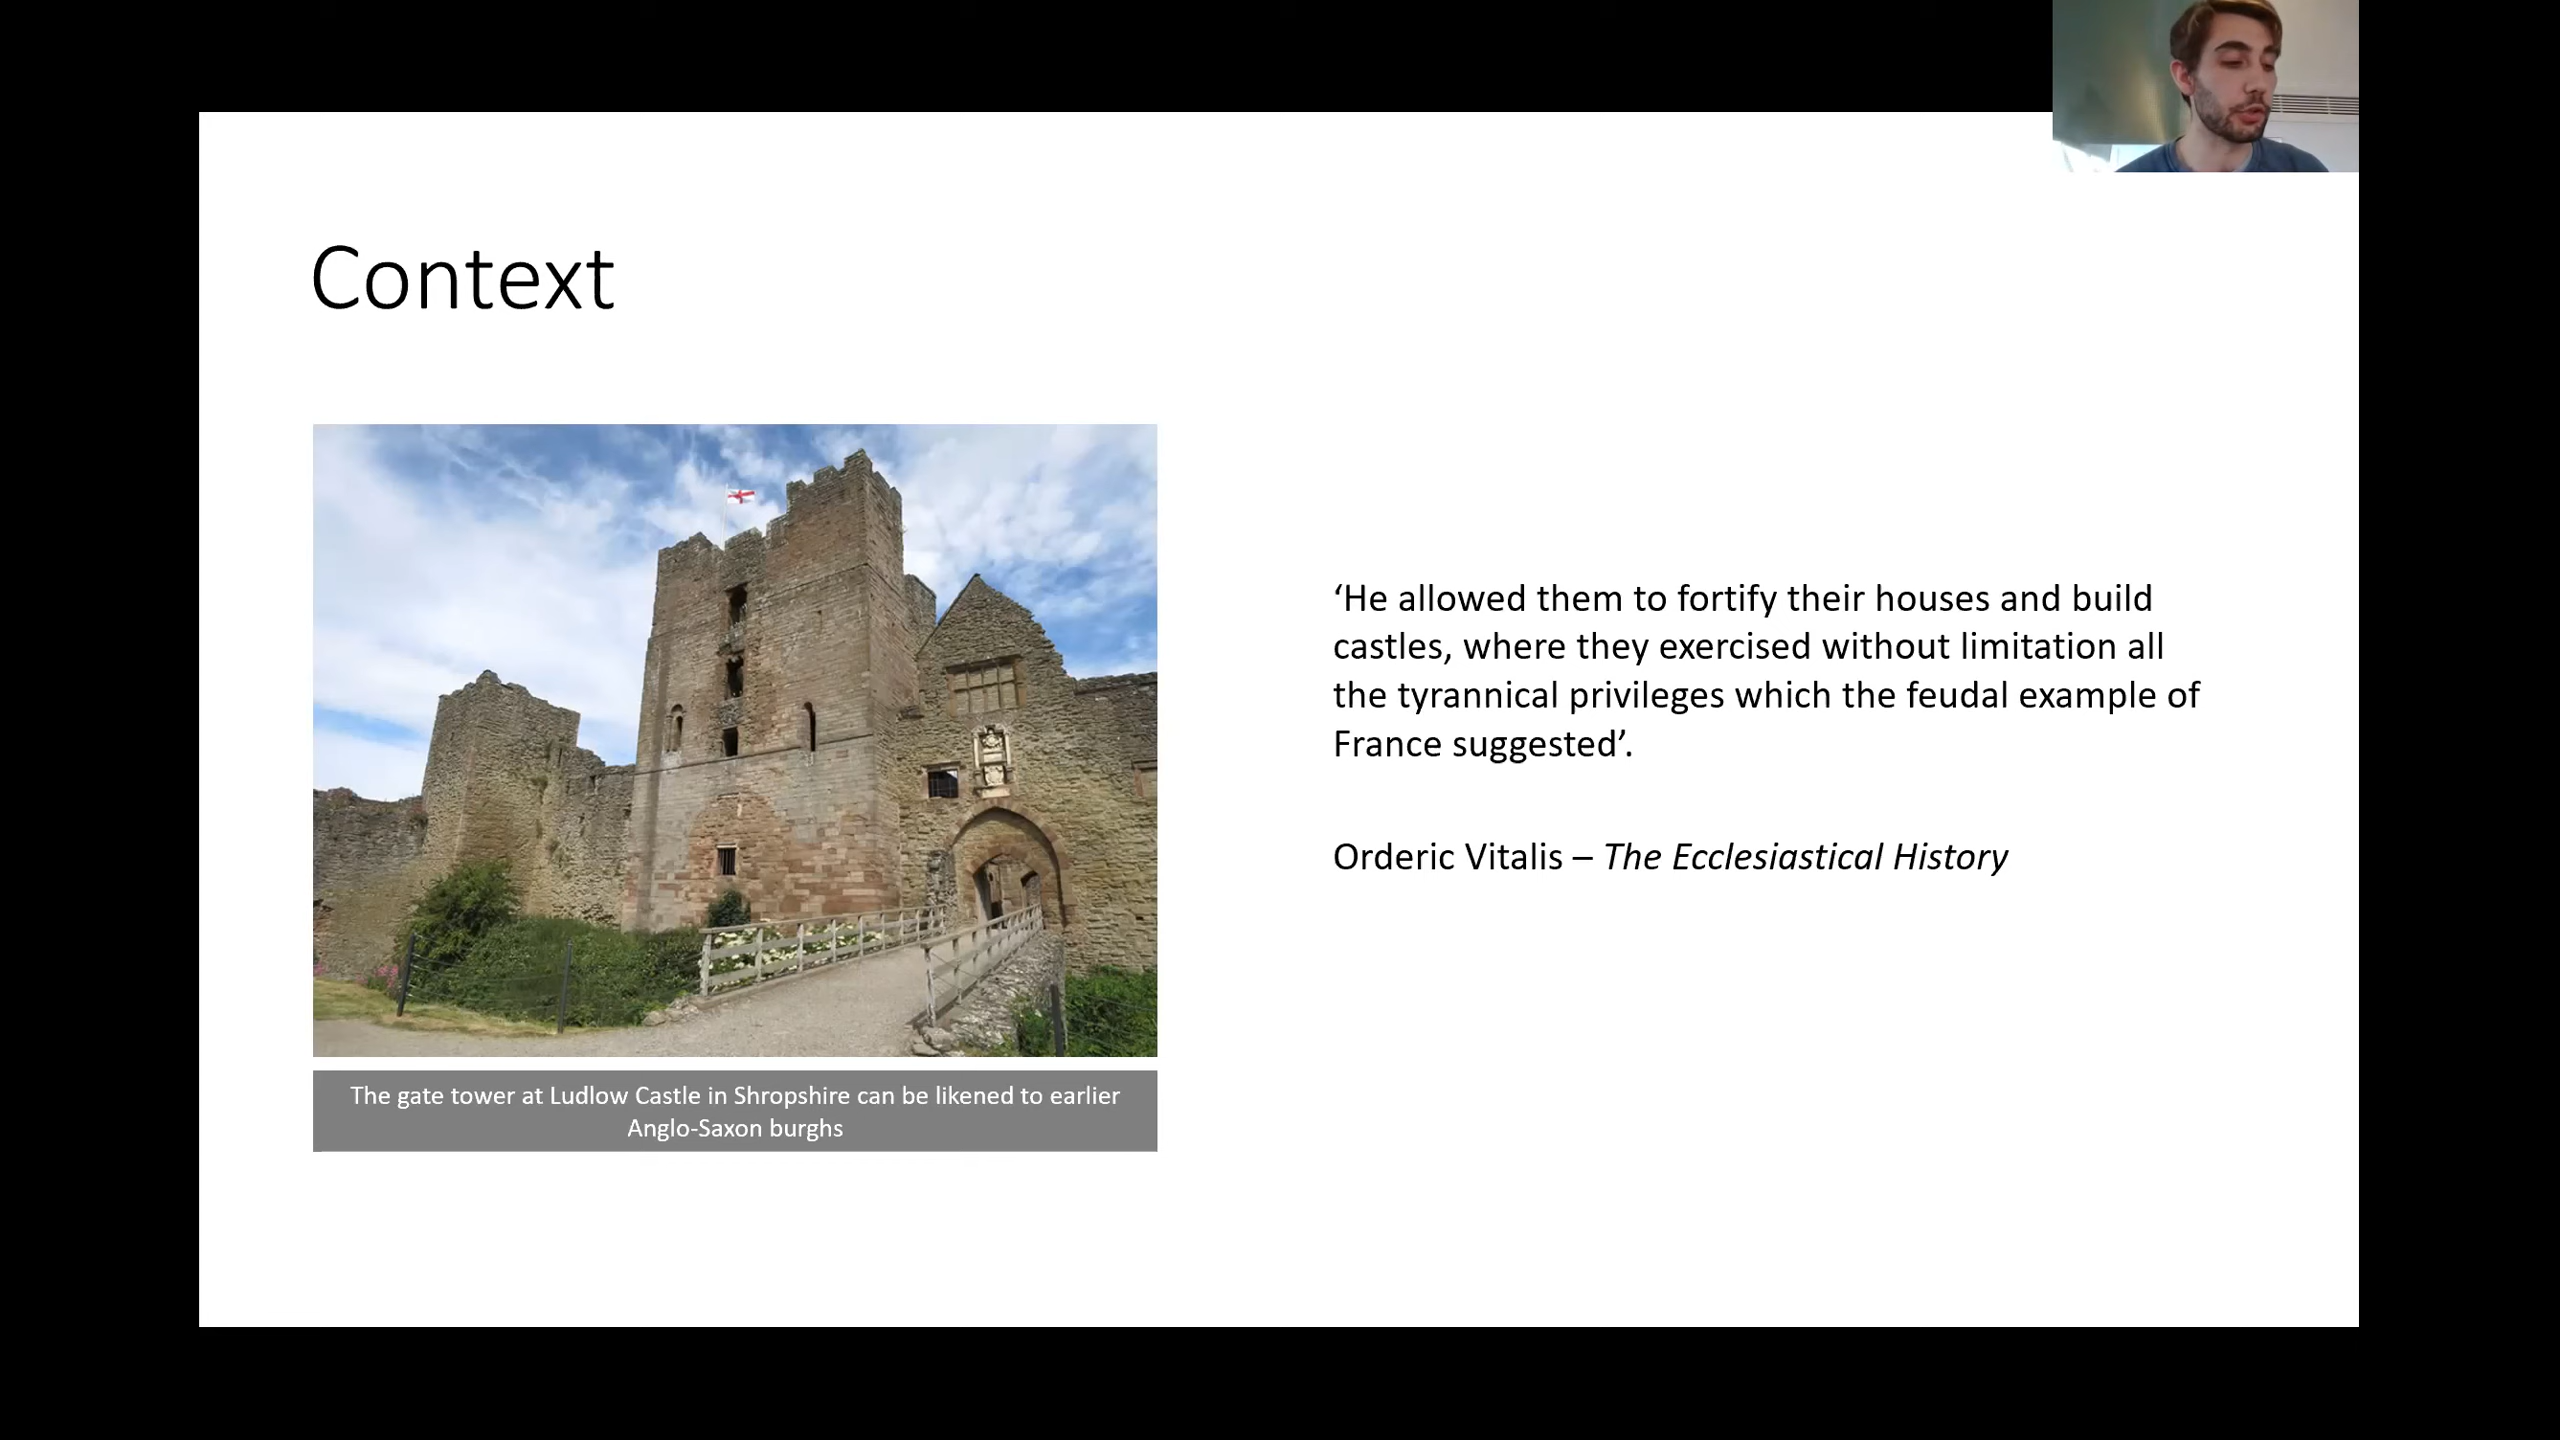 Context
‘He allowed them to fortify their houses and build
castles, where they exercised without limitation all
the tyrannical privileges which the feudal example of
France suggested’.
Orderic Vitalis – The Ecclesiastical History
The gate tower at Ludlow Castle in Shropshire can be likened to earlier
Anglo-Saxon burghs